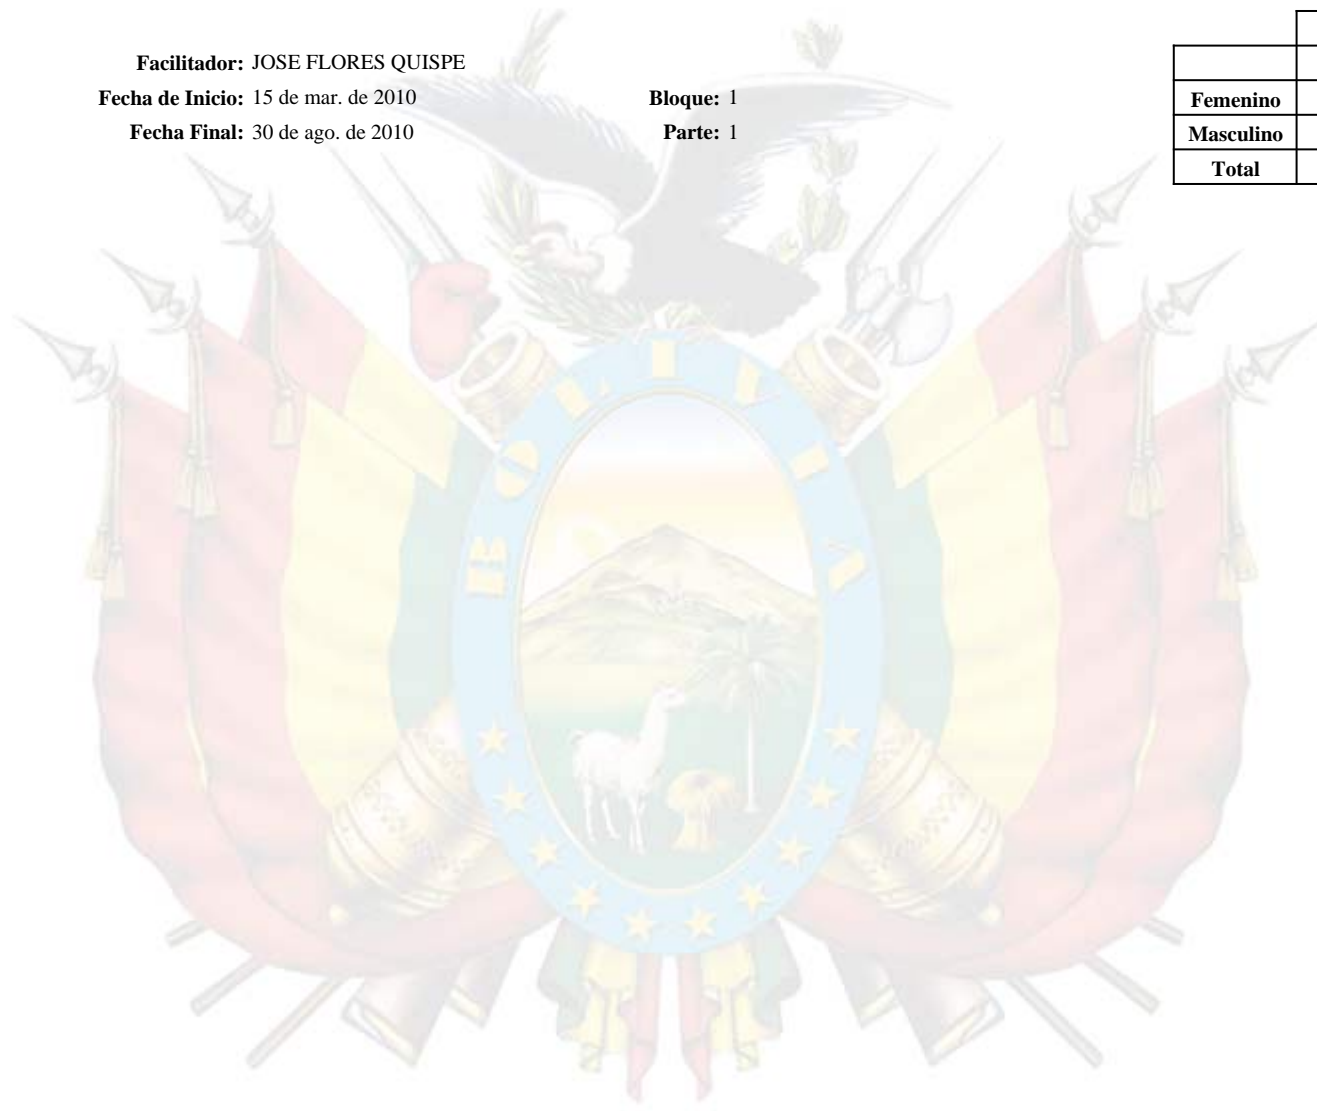 Facilitador: JOSE FLORES QUISPE
Fecha de Inicio: 15 de mar. de 2010 Bloque: 1
Fecha Final: 30 de ago. de 2010 Parte: 1
Femenino
Masculino
Total
BOLIVIA